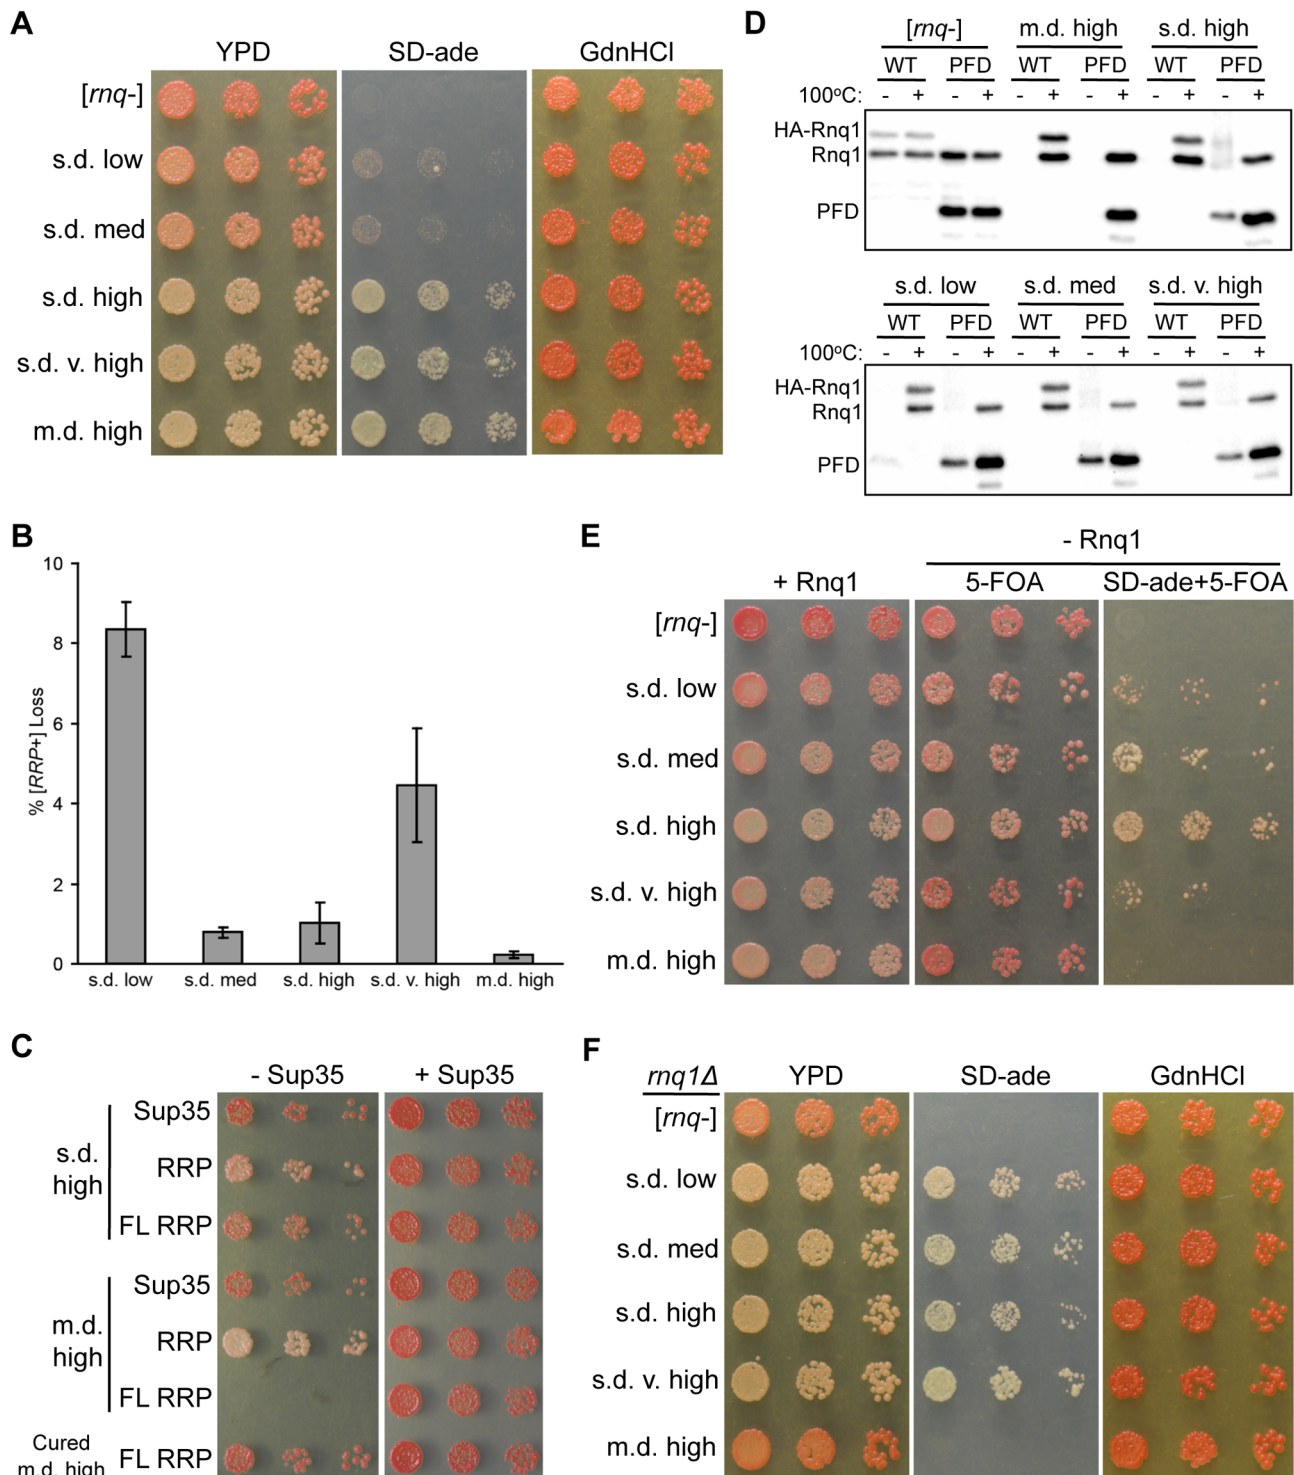 A
YPD SD-ade GdnHCl
[rnq-]
s.d. low
s.d. med
s.d. high
s.d. v. high
m.d. high
B
% [RRP+] Loss
10
8
6
4
2
0
s.d. low s.d. med s.d. high s.d. v. high m.d. high
C
- Sup35 + Sup35
s.d. high
Sup35
RRP
FL RRP
m.d. high
Sup35
RRP
FL RRP
Cured m.d. high
FL RRP
D
[rnq-] m.d. high s.d. high
WT PFD WT PFD WT PFD
100°C: - + - + - + - + - + - +
HA-Rnq1
Rnq1
PFD
s.d. low s.d. med s.d. v. high
WT PFD WT PFD WT PFD
100°C: - + - + - + - + - + - +
HA-Rnq1
Rnq1
PFD
E
- Rnq1
+ Rnq1 5-FOA SD-ade+5-FOA
[rnq-]
s.d. low
s.d. med
s.d. high
s.d. v. high
m.d. high
F
rnq1Δ YPD SD-ade GdnHCl
[rnq-]
s.d. low
s.d. med
s.d. high
s.d. v. high
m.d. high